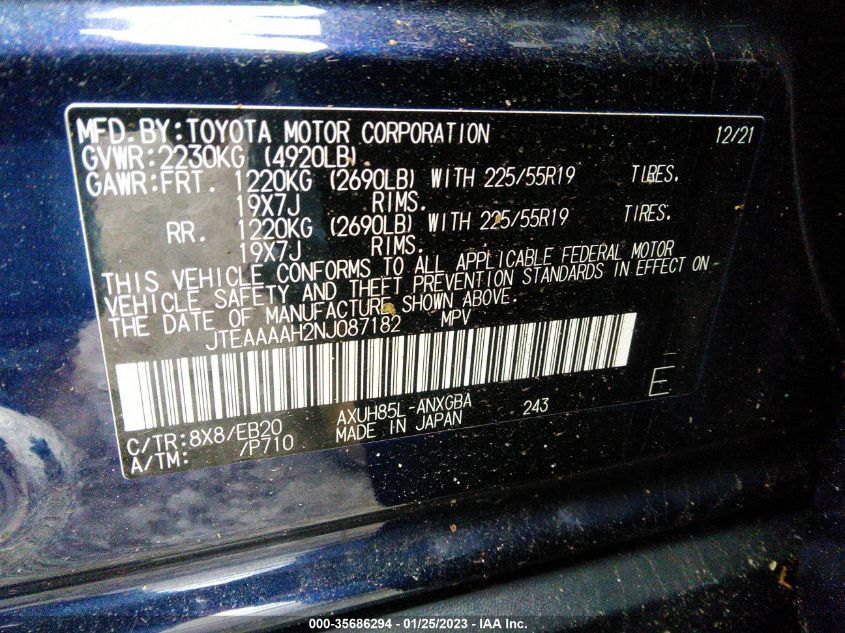 MFD.BY:TOYOTA MOTOR CORPORATION 12/21
GVWR:2230KG (4920LB)
GAWR:FRT. 1220KG (2690LB) WITH 225/55R19 TIRES.
19X7J RIMS.
RR. 1220KG (2690LB) WITH 225/55R19 TIRES.
19X7J RIMS.
THIS VEHICLE CONFORMS TO ALL APPLICABLE FEDERAL MOTOR
VEHICLE SAFETY AND THEFT PREVENTION STANDARDS IN EFFECT ON
THE DATE OF MANUFACTURE SHOWN ABOVE.
JTEAAAAH2NJ087182 MPV
E
C/TR:8X8/EB20 AXUH85L-ANXGBA 243
A/TM: /P710 MADE IN JAPAN
000-35686294 - 01/25/2023 - IAA Inc.